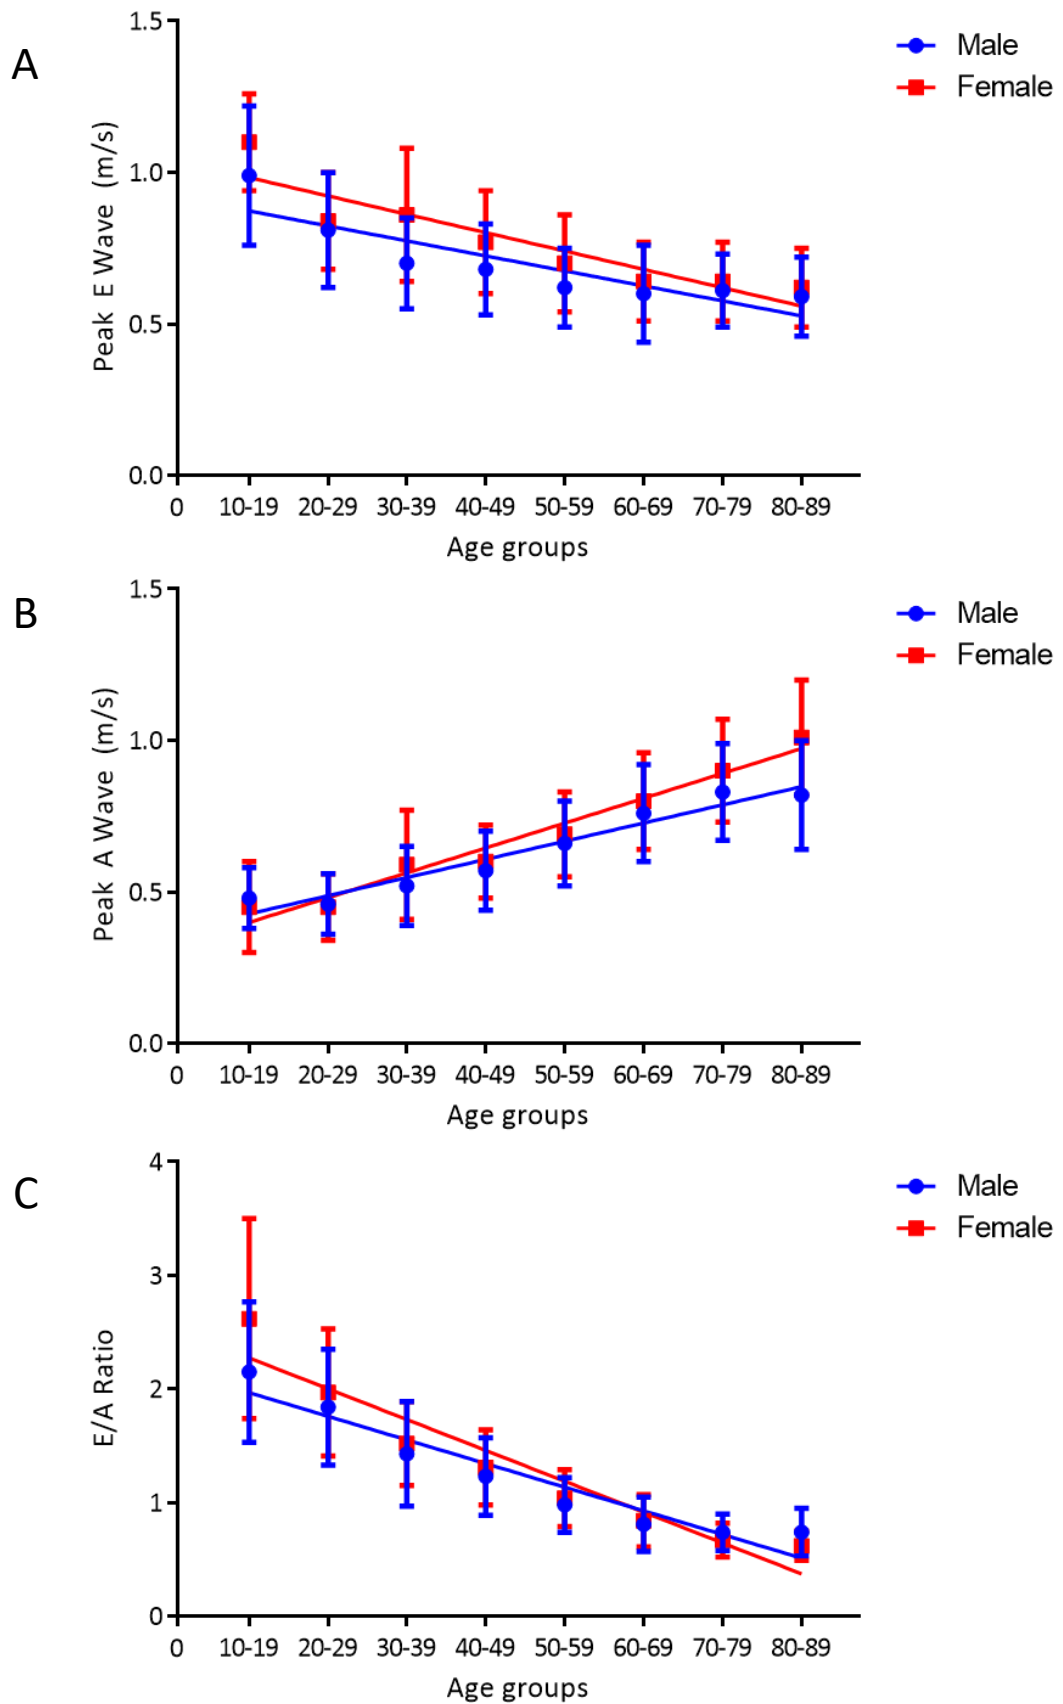 A
1.5
1.0
0.5
0.0
Peak E Wave (m/s)
0 10-19 20-29 30-39 40-49 50-59 60-69 70-79 80-89
Age groups
Male
Female
B
1.5
1.0
0.5
0.0
Peak A Wave (m/s)
0 10-19 20-29 30-39 40-49 50-59 60-69 70-79 80-89
Age groups
Male
Female
C
4
3
2
1
0
E/A Ratio
0 10-19 20-29 30-39 40-49 50-59 60-69 70-79 80-89
Age groups
Male
Female